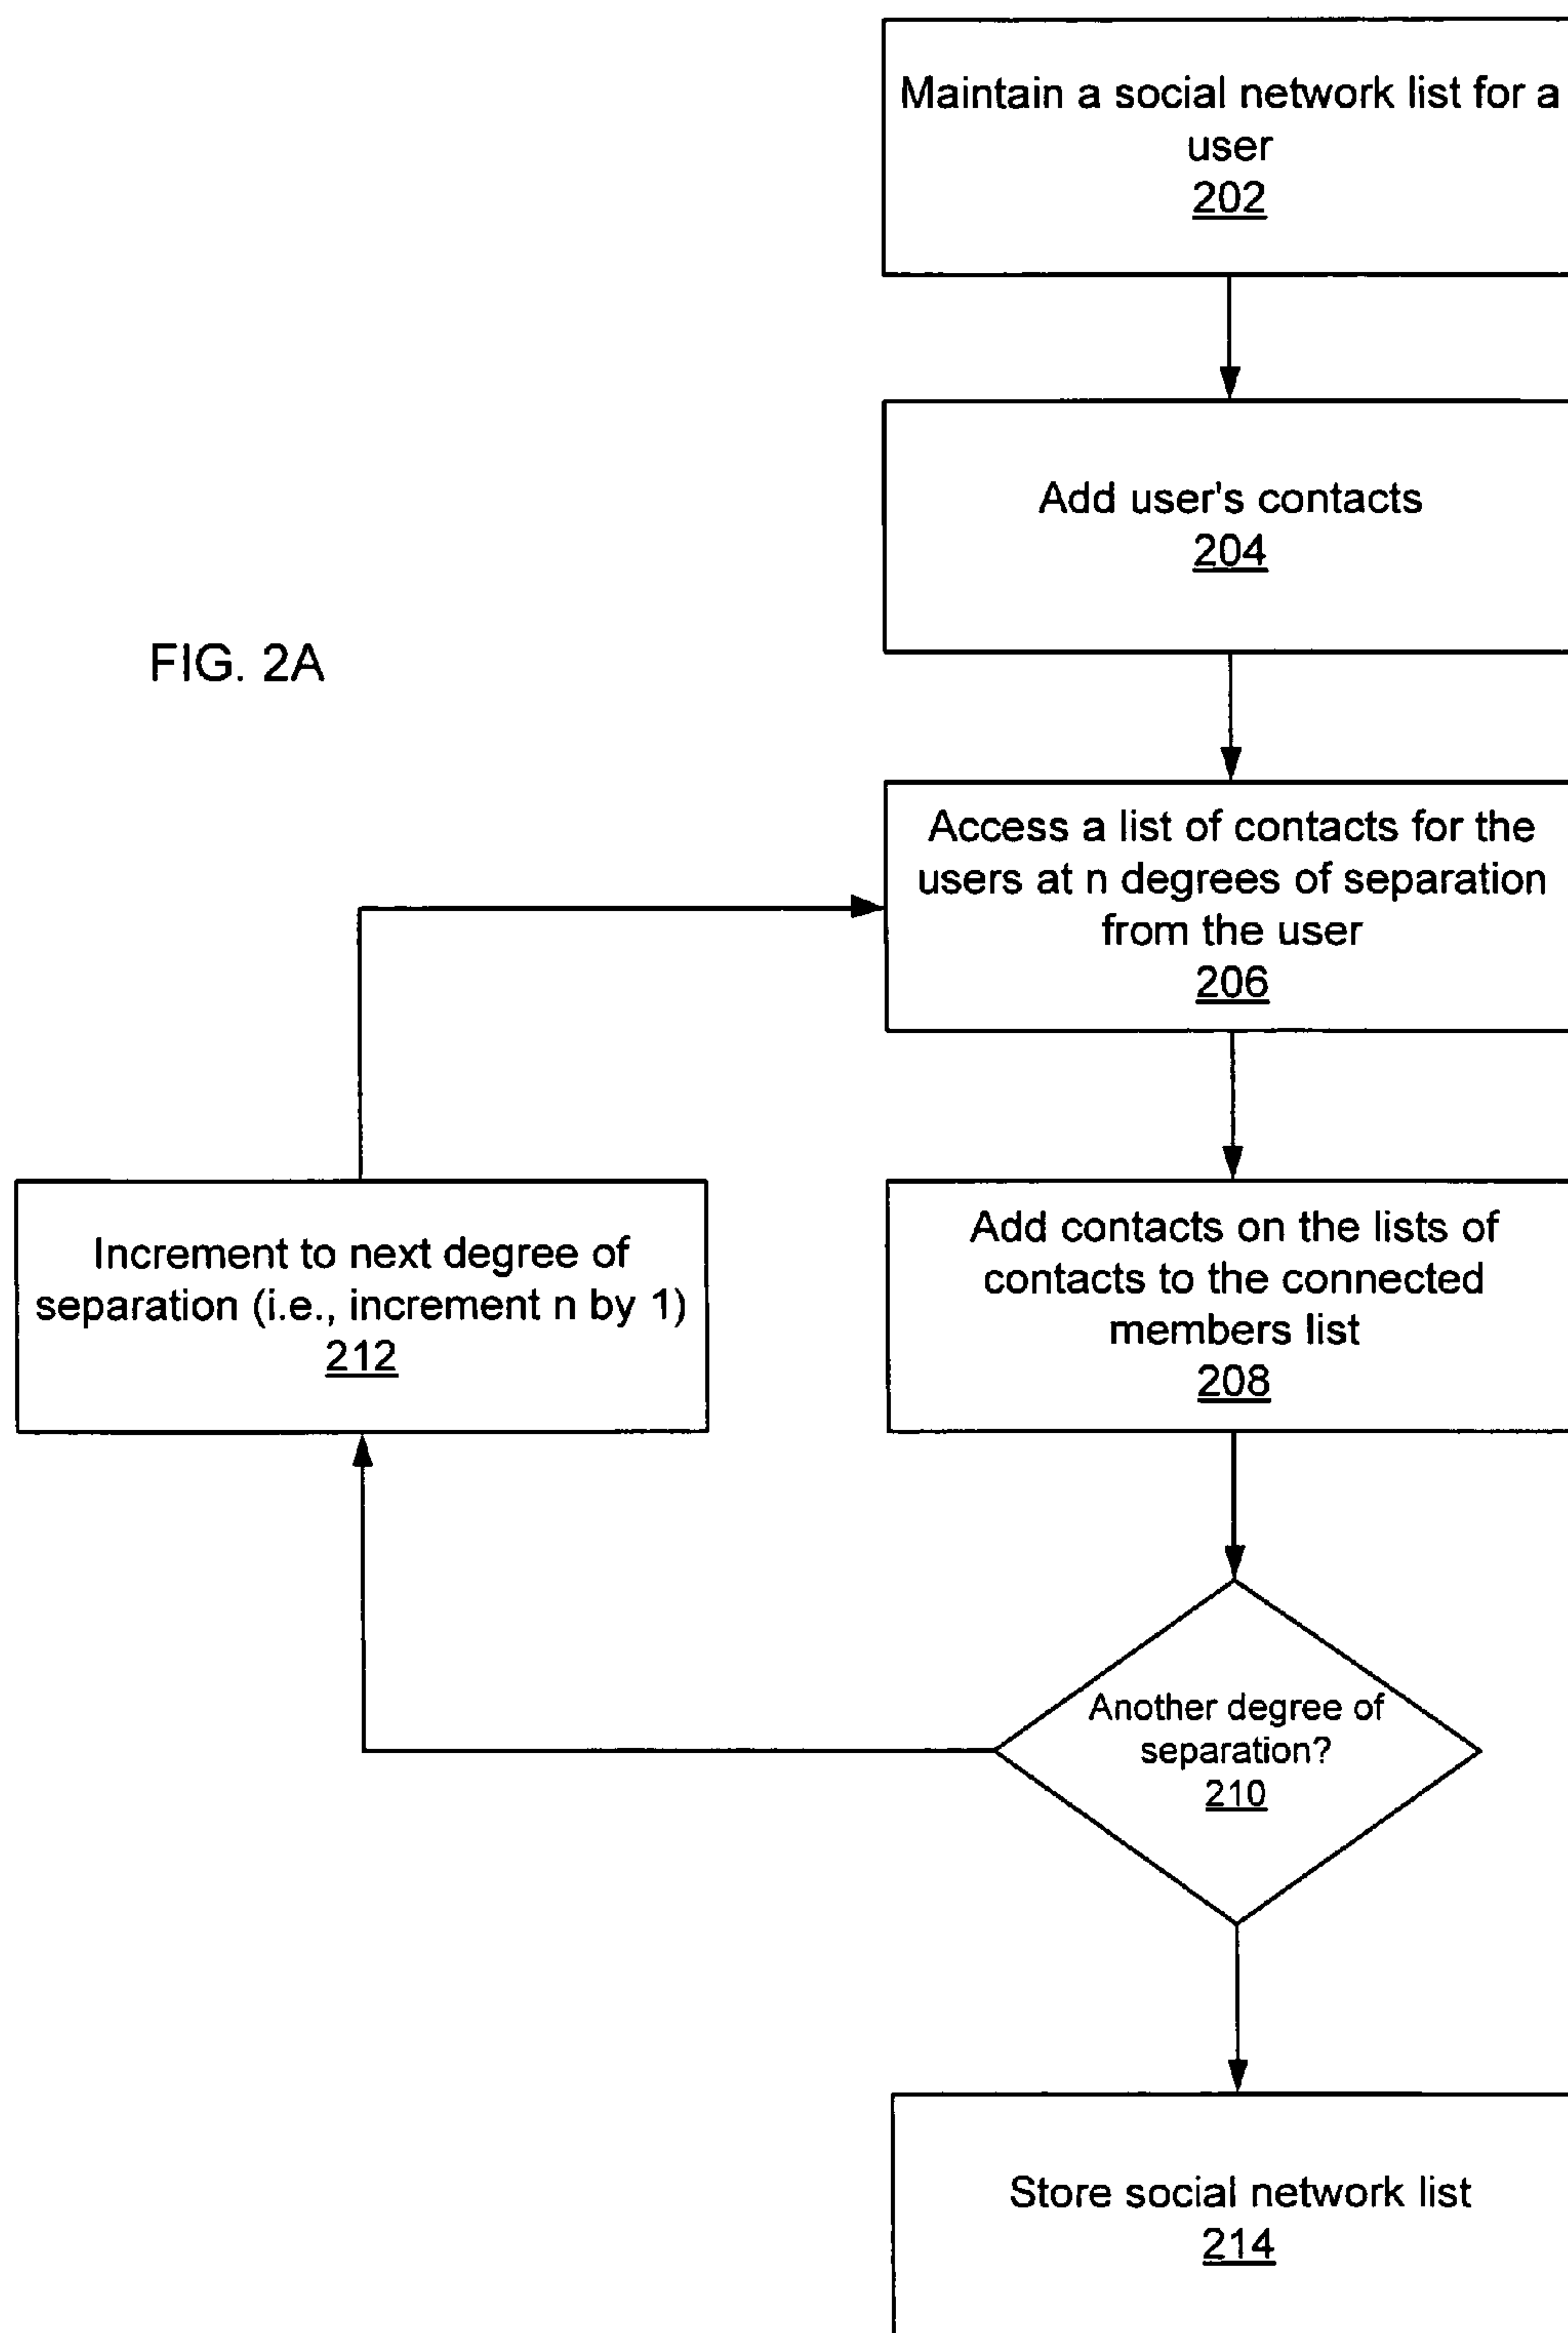 Maintain a social network list for a
user
202
Add user's contacts
204
FIG. 2A
Access a list of contacts for the
users at n degrees of separation
from the user
206
Add contacts on the lists of
contacts to the connected
members list
208
Increment to next degree of
separation (i.e., increment n by 1)
212
Another degree of
separation?
210
Store social network list
214